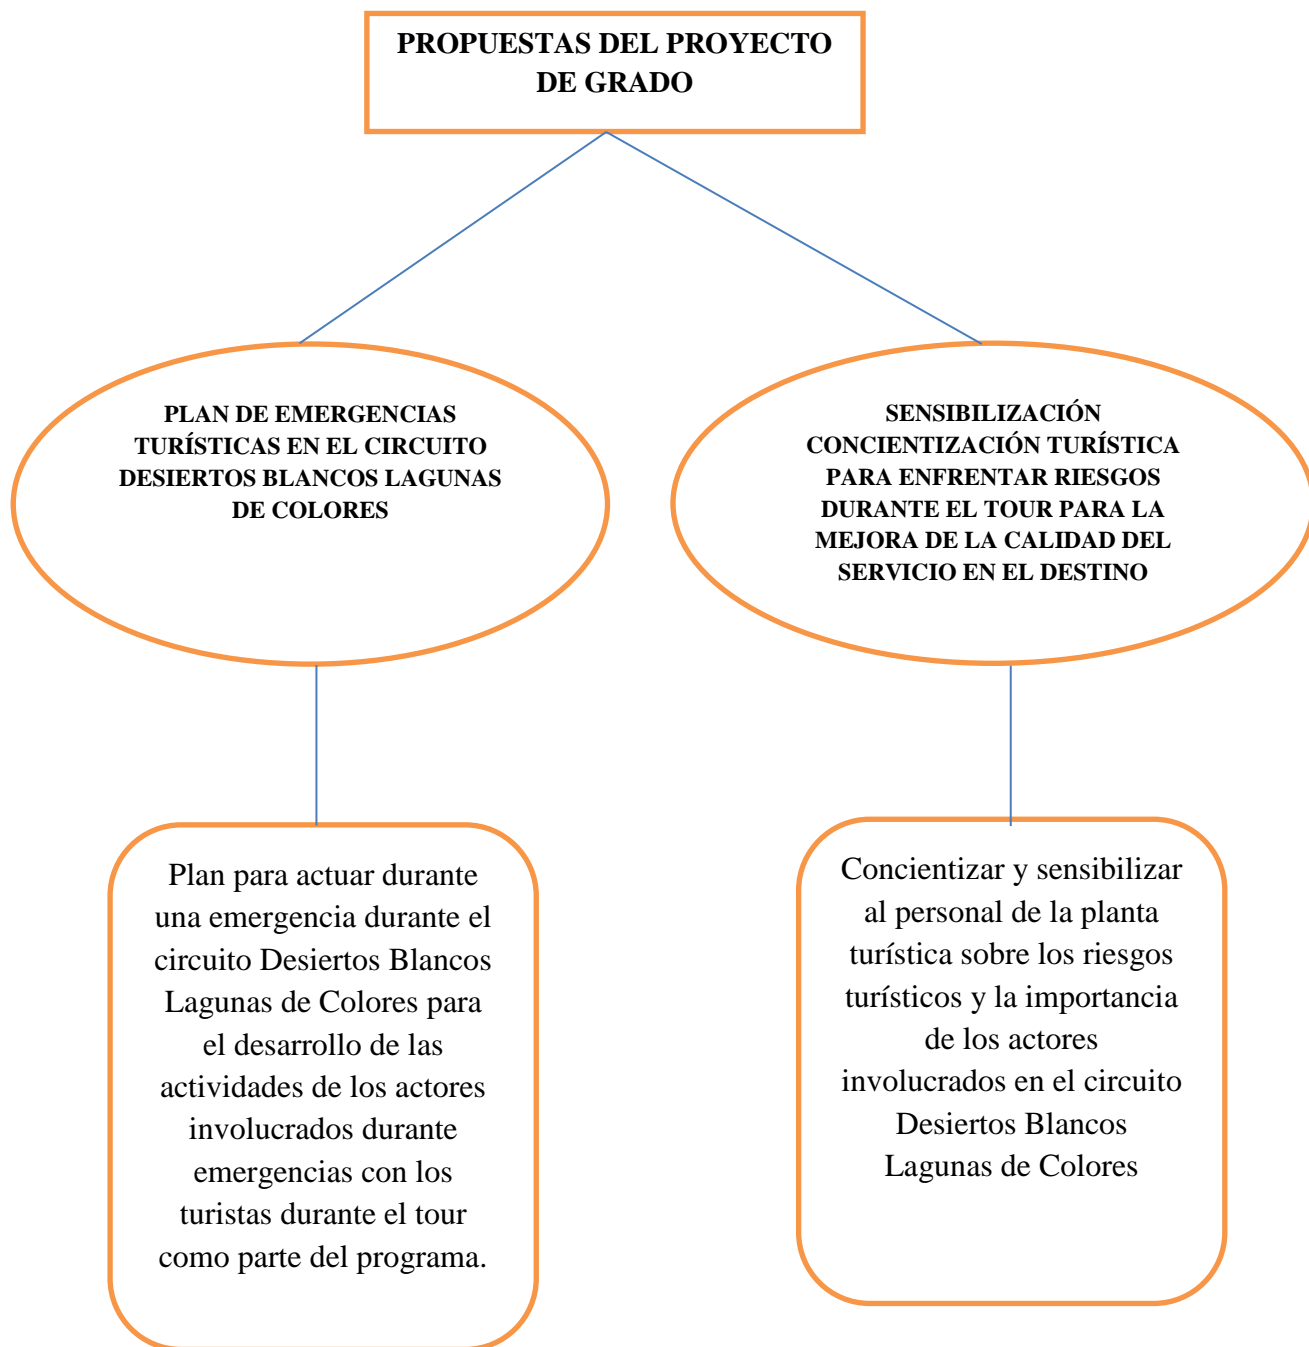 PROPUESTAS DEL PROYECTO
DE GRADO
PLAN DE EMERGENCIAS
TURÍSTICAS EN EL CIRCUITO
DESIERTOS BLANCOS LAGUNAS
DE COLORES
SENSIBILIZACIÓN
CONCIENTIZACIÓN TURÍSTICA
PARA ENFRENTAR RIESGOS
DURANTE EL TOUR PARA LA
MEJORA DE LA CALIDAD DEL
SERVICIO EN EL DESTINO
Plan para actuar durante
una emergencia durante el
circuito Desiertos Blancos
Lagunas de Colores para
el desarrollo de las
actividades de los actores
involucrados durante
emergencias con los
turistas durante el tour
como parte del programa.
Concientizar y sensibilizar
al personal de la planta
turística sobre los riesgos
turísticos y la importancia
de los actores
involucrados en el circuito
Desiertos Blancos
Lagunas de Colores